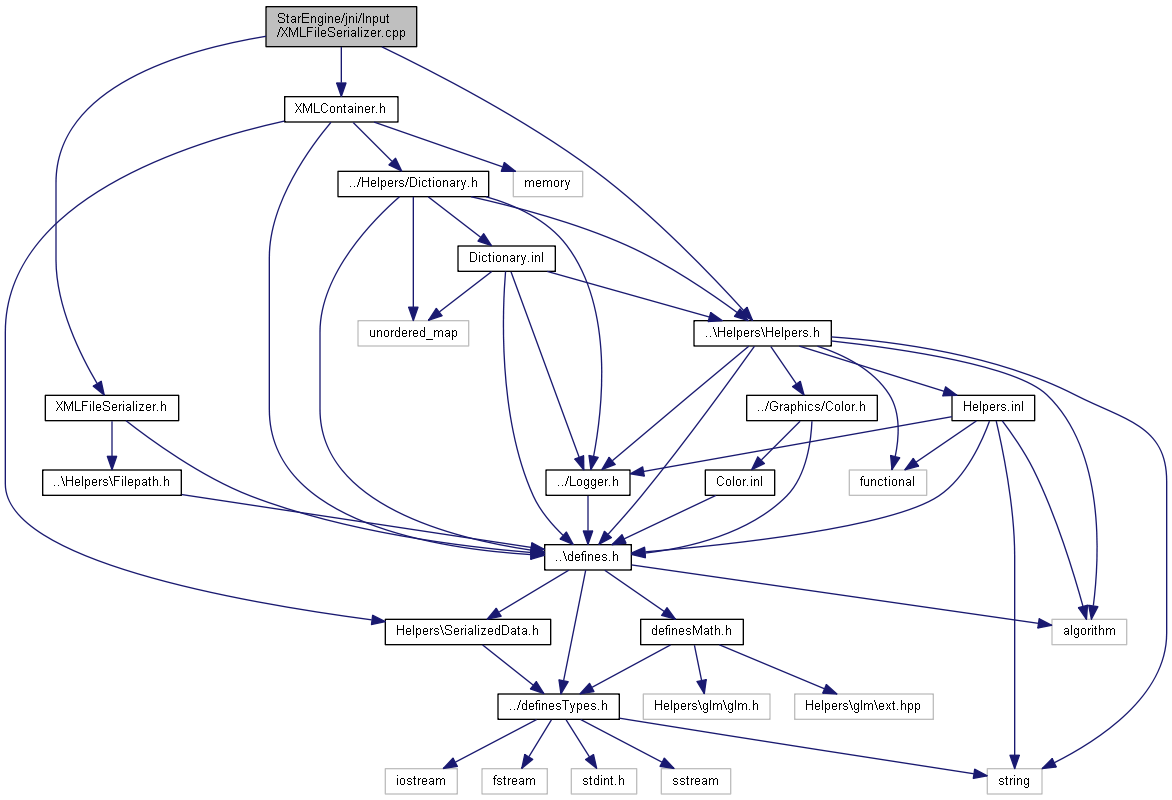 StarEngine/jni/Input
/XMLFileSerializer.cpp
XMLContainer.h
../Helpers/Dictionary.h
memory
Dictionary.inl
unordered_map
..\Helpers\Helpers.h
XMLFileSerializer.h
../Graphics/Color.h
Helpers.inl
..\Helpers\Filepath.h
../Logger.h
Color.inl
functional
..\defines.h
Helpers\SerializedData.h
definesMath.h
algorithm
../definesTypes.h
Helpers\glm\glm.h
Helpers\glm\ext.hpp
iostream
fstream
stdint.h
sstream
string